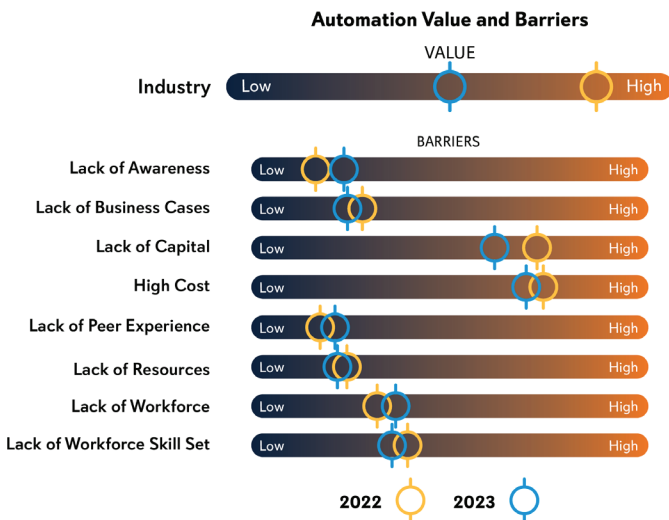 Automation Value and Barriers
VALUE
Industry Low High
BARRIERS
Lack of Awareness Low High
Lack of Business Cases Low High
Lack of Capital Low High
High Cost Low High
Lack of Peer Experience Low High
Lack of Resources Low High
Lack of Workforce Low High
Lack of Workforce Skill Set Low High
2022 2023